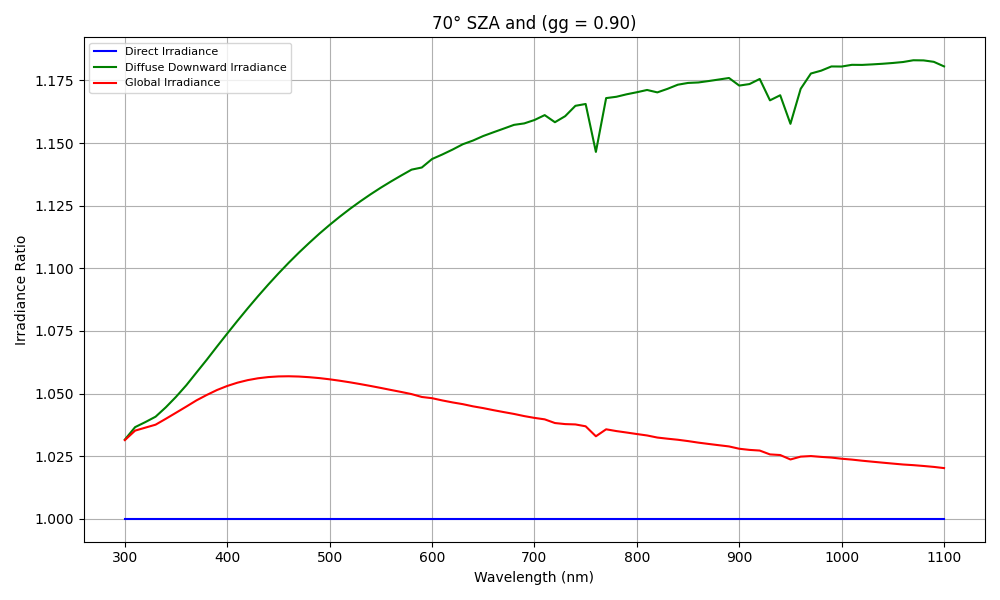 70° SZA and (gg = 0.90)
Direct Irradiance
Diffuse Downward Irradiance
Global Irradiance
Irradiance Ratio
1.175
1.150
1.125
1.100
1.075
1.050
1.025
1.000
300 400 500 600 700 800 900 1000 1100
Wavelength (nm)